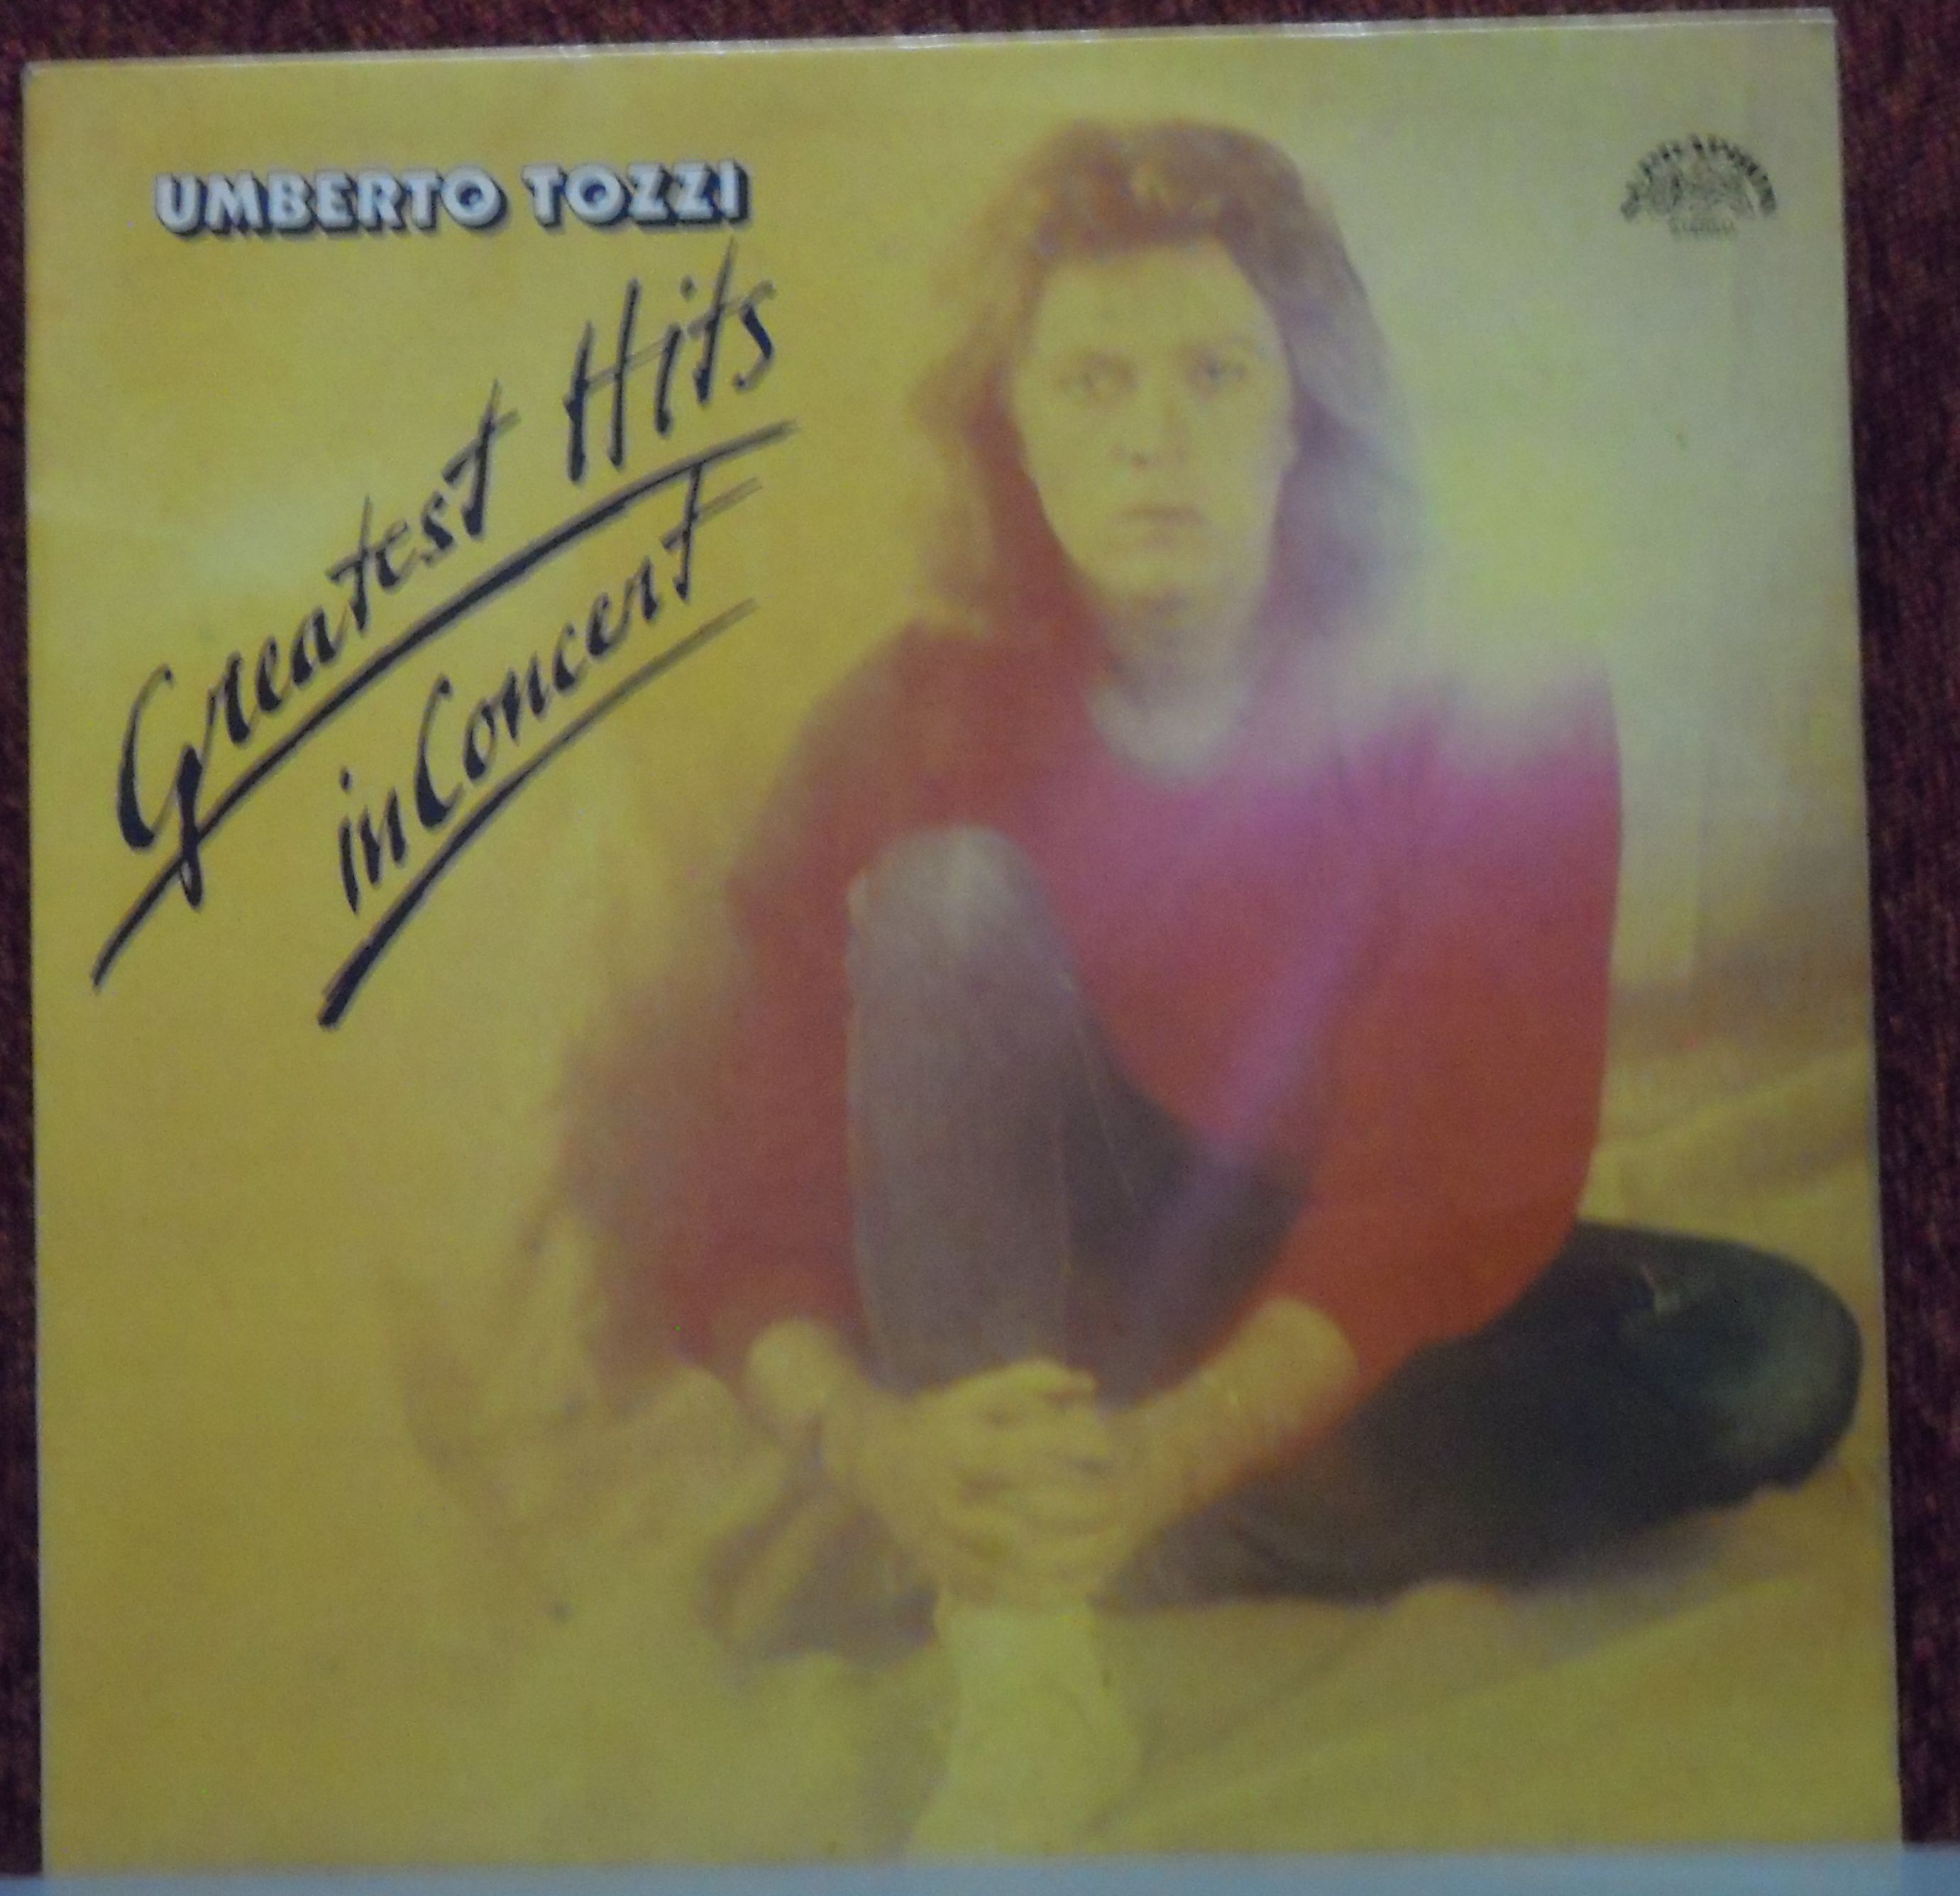 UMBERTO TOZZI
Greatest Hits
in Concert